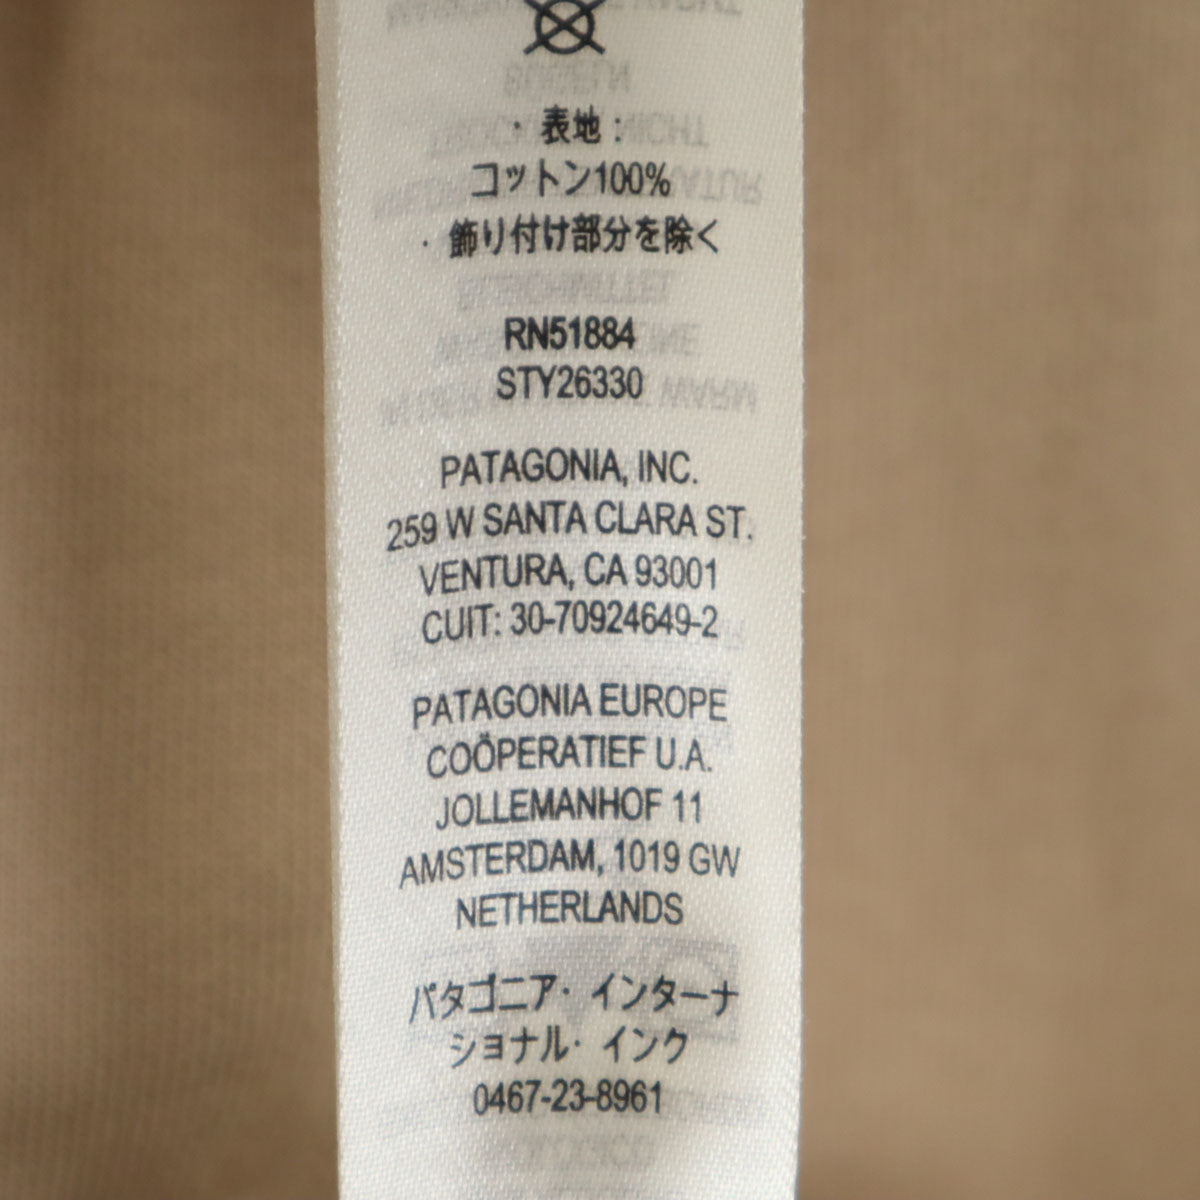 ・表地：
コットン100%
・飾り付け部分を除く
RN51884
STY26330
PATAGONIA, INC.
259 W SANTA CLARA ST.
VENTURA, CA 93001
CUIT: 30-70924649-2
PATAGONIA EUROPE
COÖPERATIEF U.A.
JOLLEMANHOF 11
AMSTERDAM, 1019 GW
NETHERLANDS
パタゴニア・インターナ
ショナル・インク
0467-23-8961